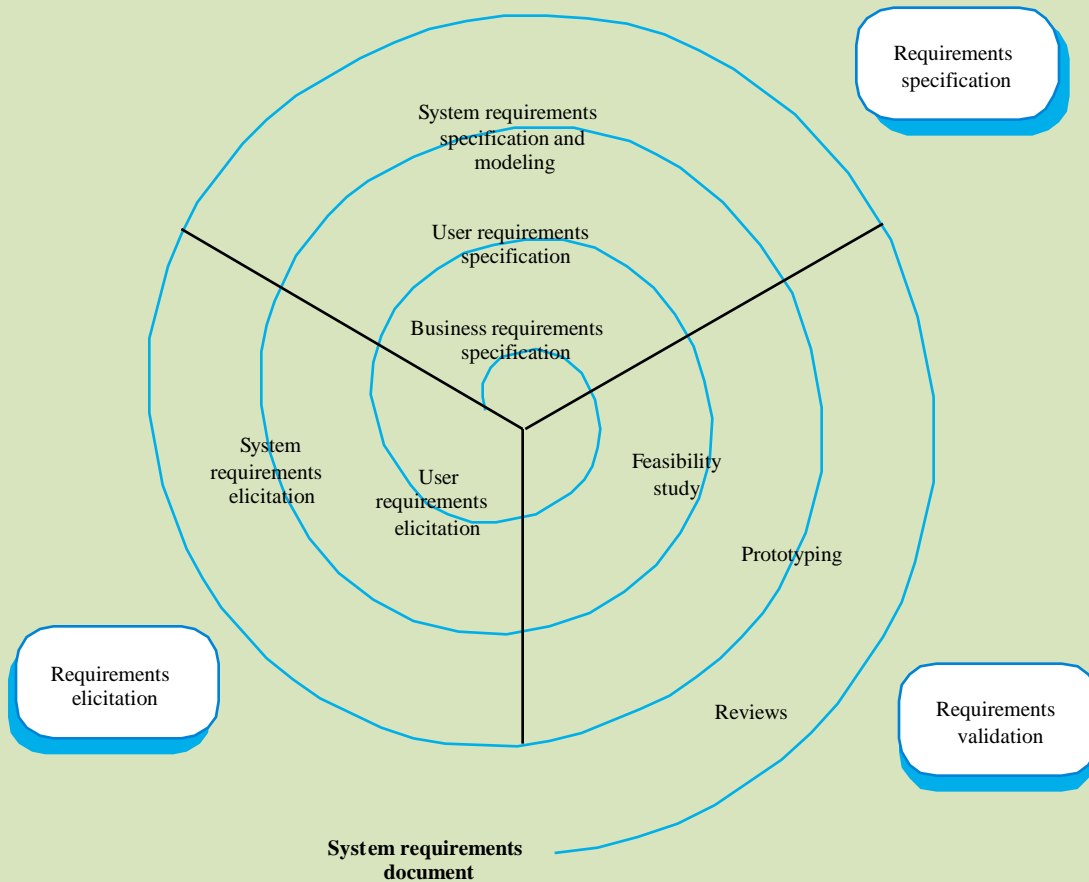 Requirements
specification
System requirements
specification and
modeling
User requirements
specification
Business requirements
specification
System
requirements
elicitation
User
requirements
elicitation
Feasibility
study
Prototyping
Reviews
Requirements
elicitation
Requirements
validation
System requirements
document